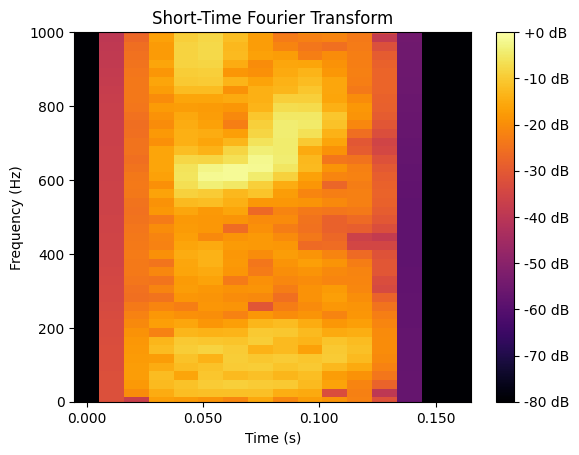 Short-Time Fourier Transform
1000
800
600
400
200
0
Frequency (Hz)
0.000
0.050
0.100
0.150
Time (s)
+0 dB
-10 dB
-20 dB
-30 dB
-40 dB
-50 dB
-60 dB
-70 dB
-80 dB